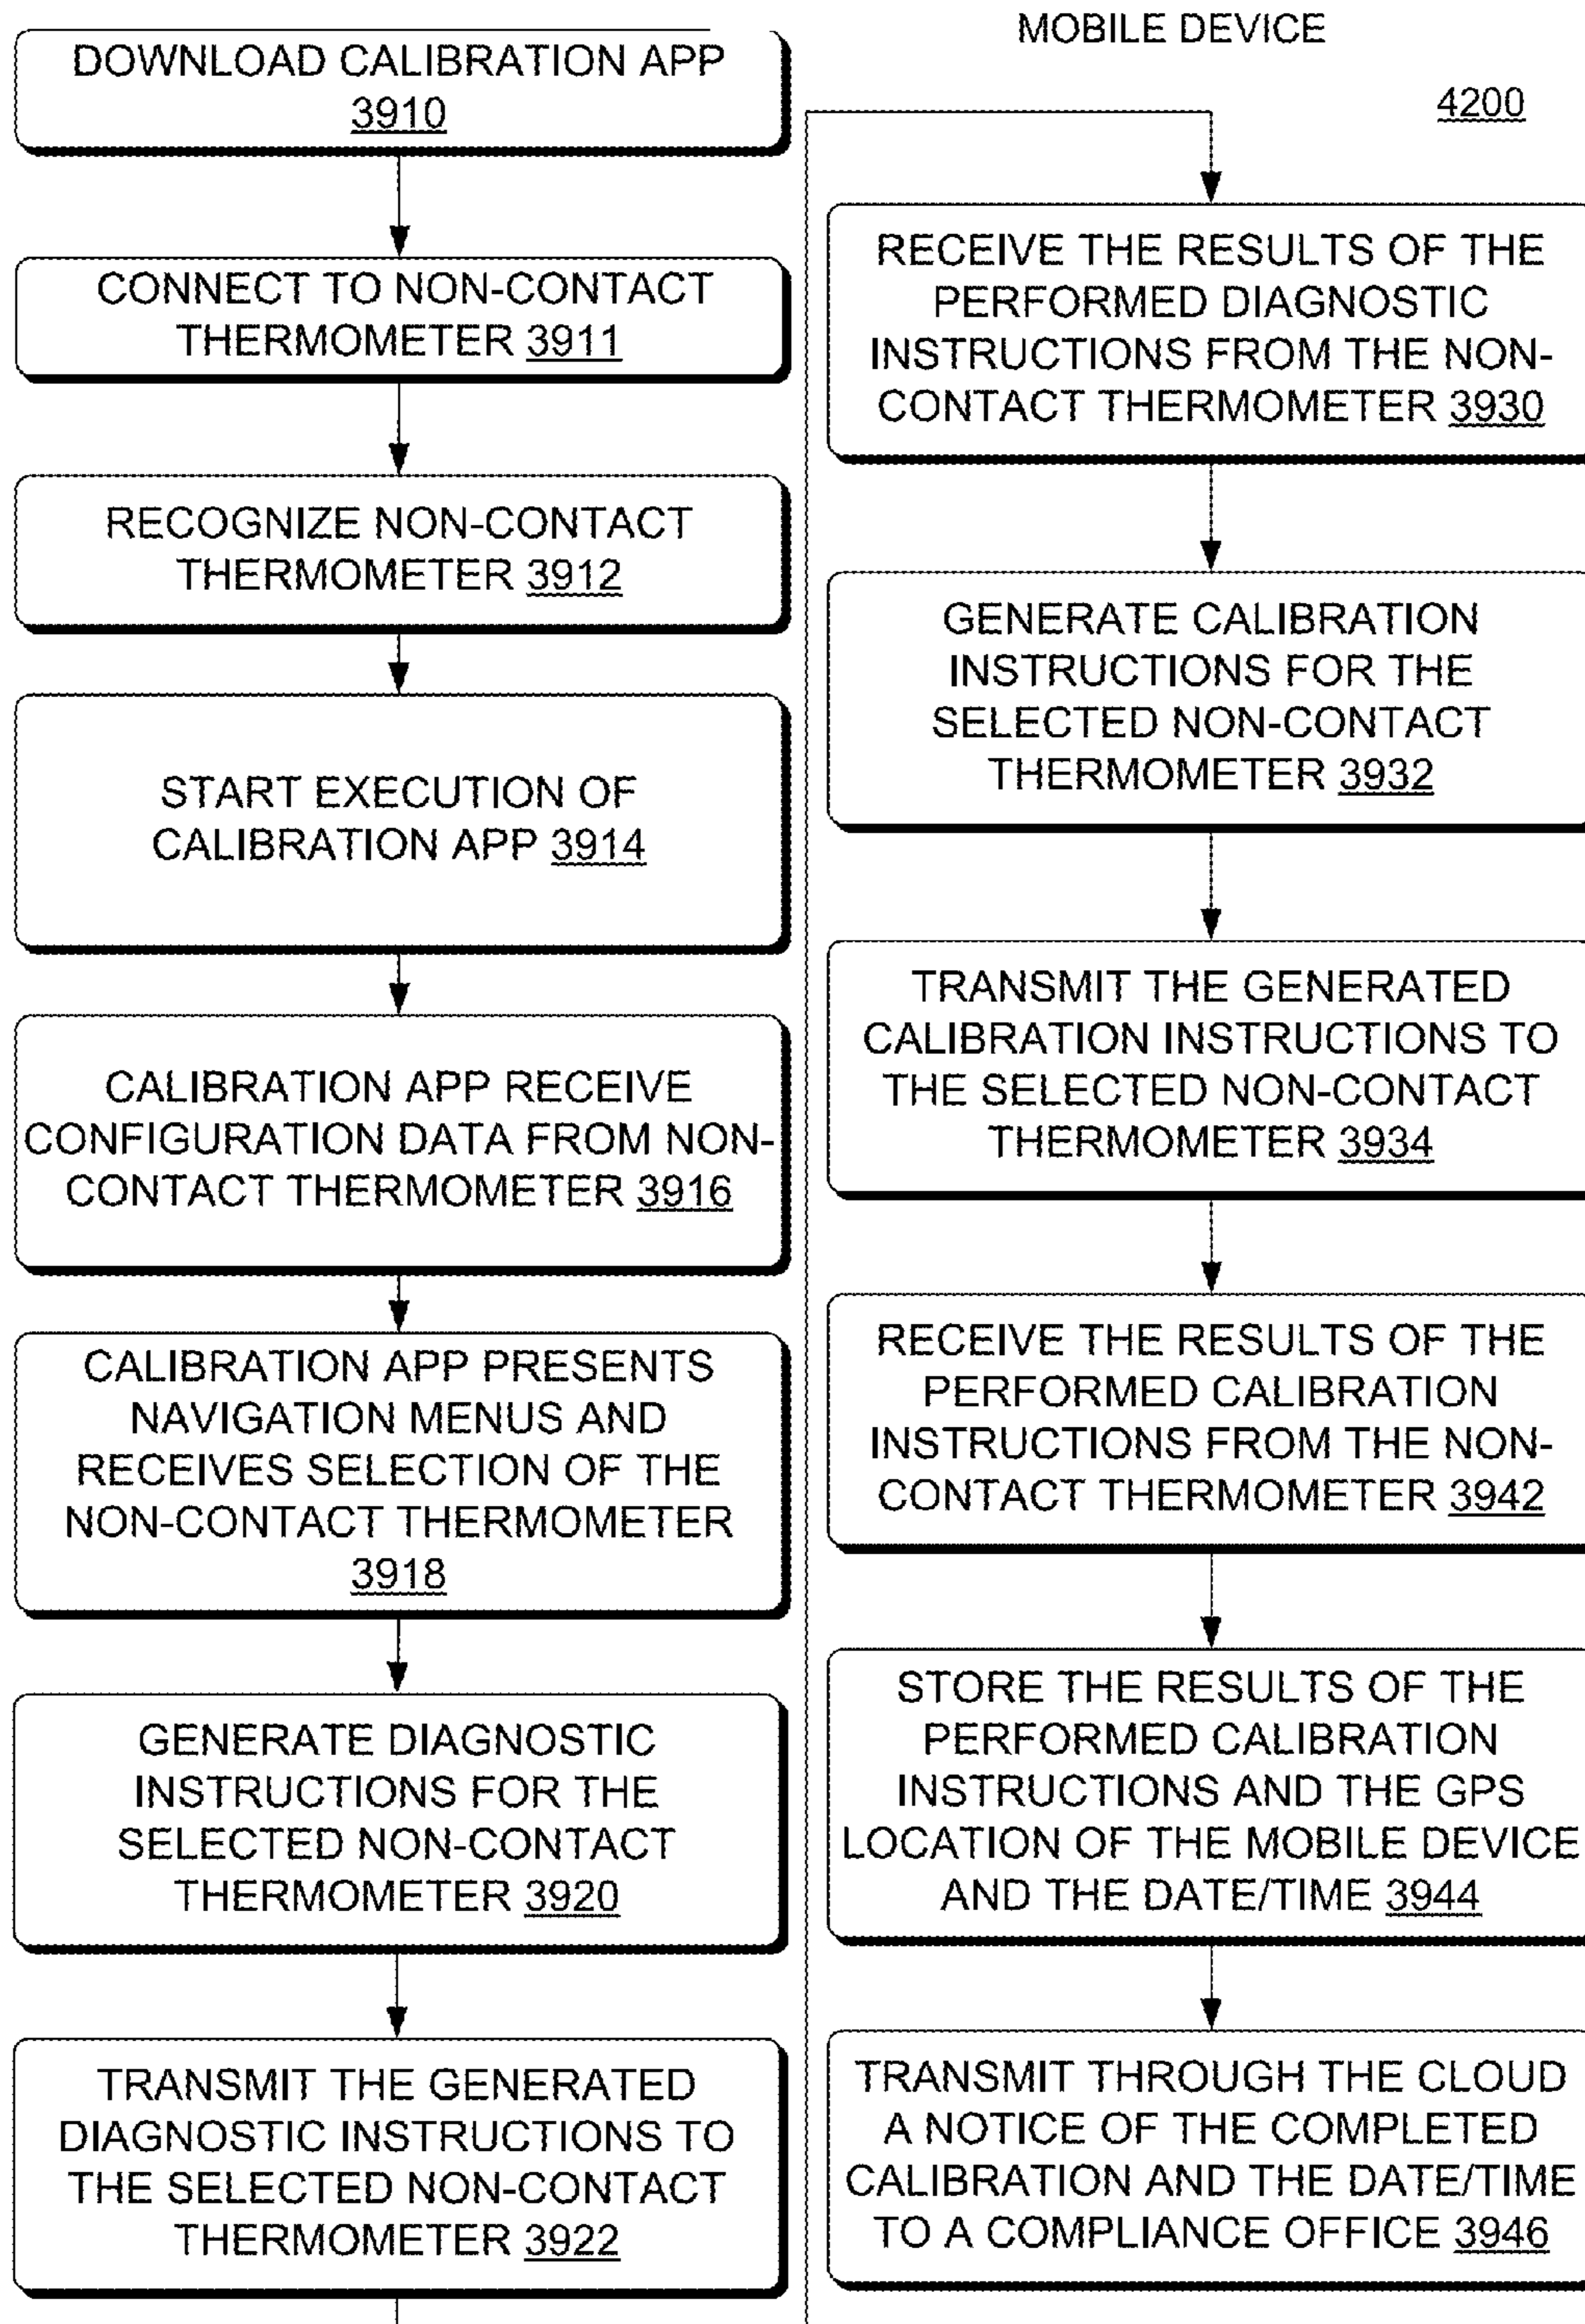 MOBILE DEVICE
4200
DOWNLOAD CALIBRATION APP
3910
CONNECT TO NON-CONTACT
THERMOMETER 3911
RECOGNIZE NON-CONTACT
THERMOMETER 3912
START EXECUTION OF
CALIBRATION APP 3914
CALIBRATION APP RECEIVE
CONFIGURATION DATA FROM NON-
CONTACT THERMOMETER 3916
CALIBRATION APP PRESENTS
NAVIGATION MENUS AND
RECEIVES SELECTION OF THE
NON-CONTACT THERMOMETER
3918
GENERATE DIAGNOSTIC
INSTRUCTIONS FOR THE
SELECTED NON-CONTACT
THERMOMETER 3920
TRANSMIT THE GENERATED
DIAGNOSTIC INSTRUCTIONS TO
THE SELECTED NON-CONTACT
THERMOMETER 3922
RECEIVE THE RESULTS OF THE
PERFORMED DIAGNOSTIC
INSTRUCTIONS FROM THE NON-
CONTACT THERMOMETER 3930
GENERATE CALIBRATION
INSTRUCTIONS FOR THE
SELECTED NON-CONTACT
THERMOMETER 3932
TRANSMIT THE GENERATED
CALIBRATION INSTRUCTIONS TO
THE SELECTED NON-CONTACT
THERMOMETER 3934
RECEIVE THE RESULTS OF THE
PERFORMED CALIBRATION
INSTRUCTIONS FROM THE NON-
CONTACT THERMOMETER 3942
STORE THE RESULTS OF THE
PERFORMED CALIBRATION
INSTRUCTIONS AND THE GPS
LOCATION OF THE MOBILE DEVICE
AND THE DATE/TIME 3944
TRANSMIT THROUGH THE CLOUD
A NOTICE OF THE COMPLETED
CALIBRATION AND THE DATE/TIME
TO A COMPLIANCE OFFICE 3946